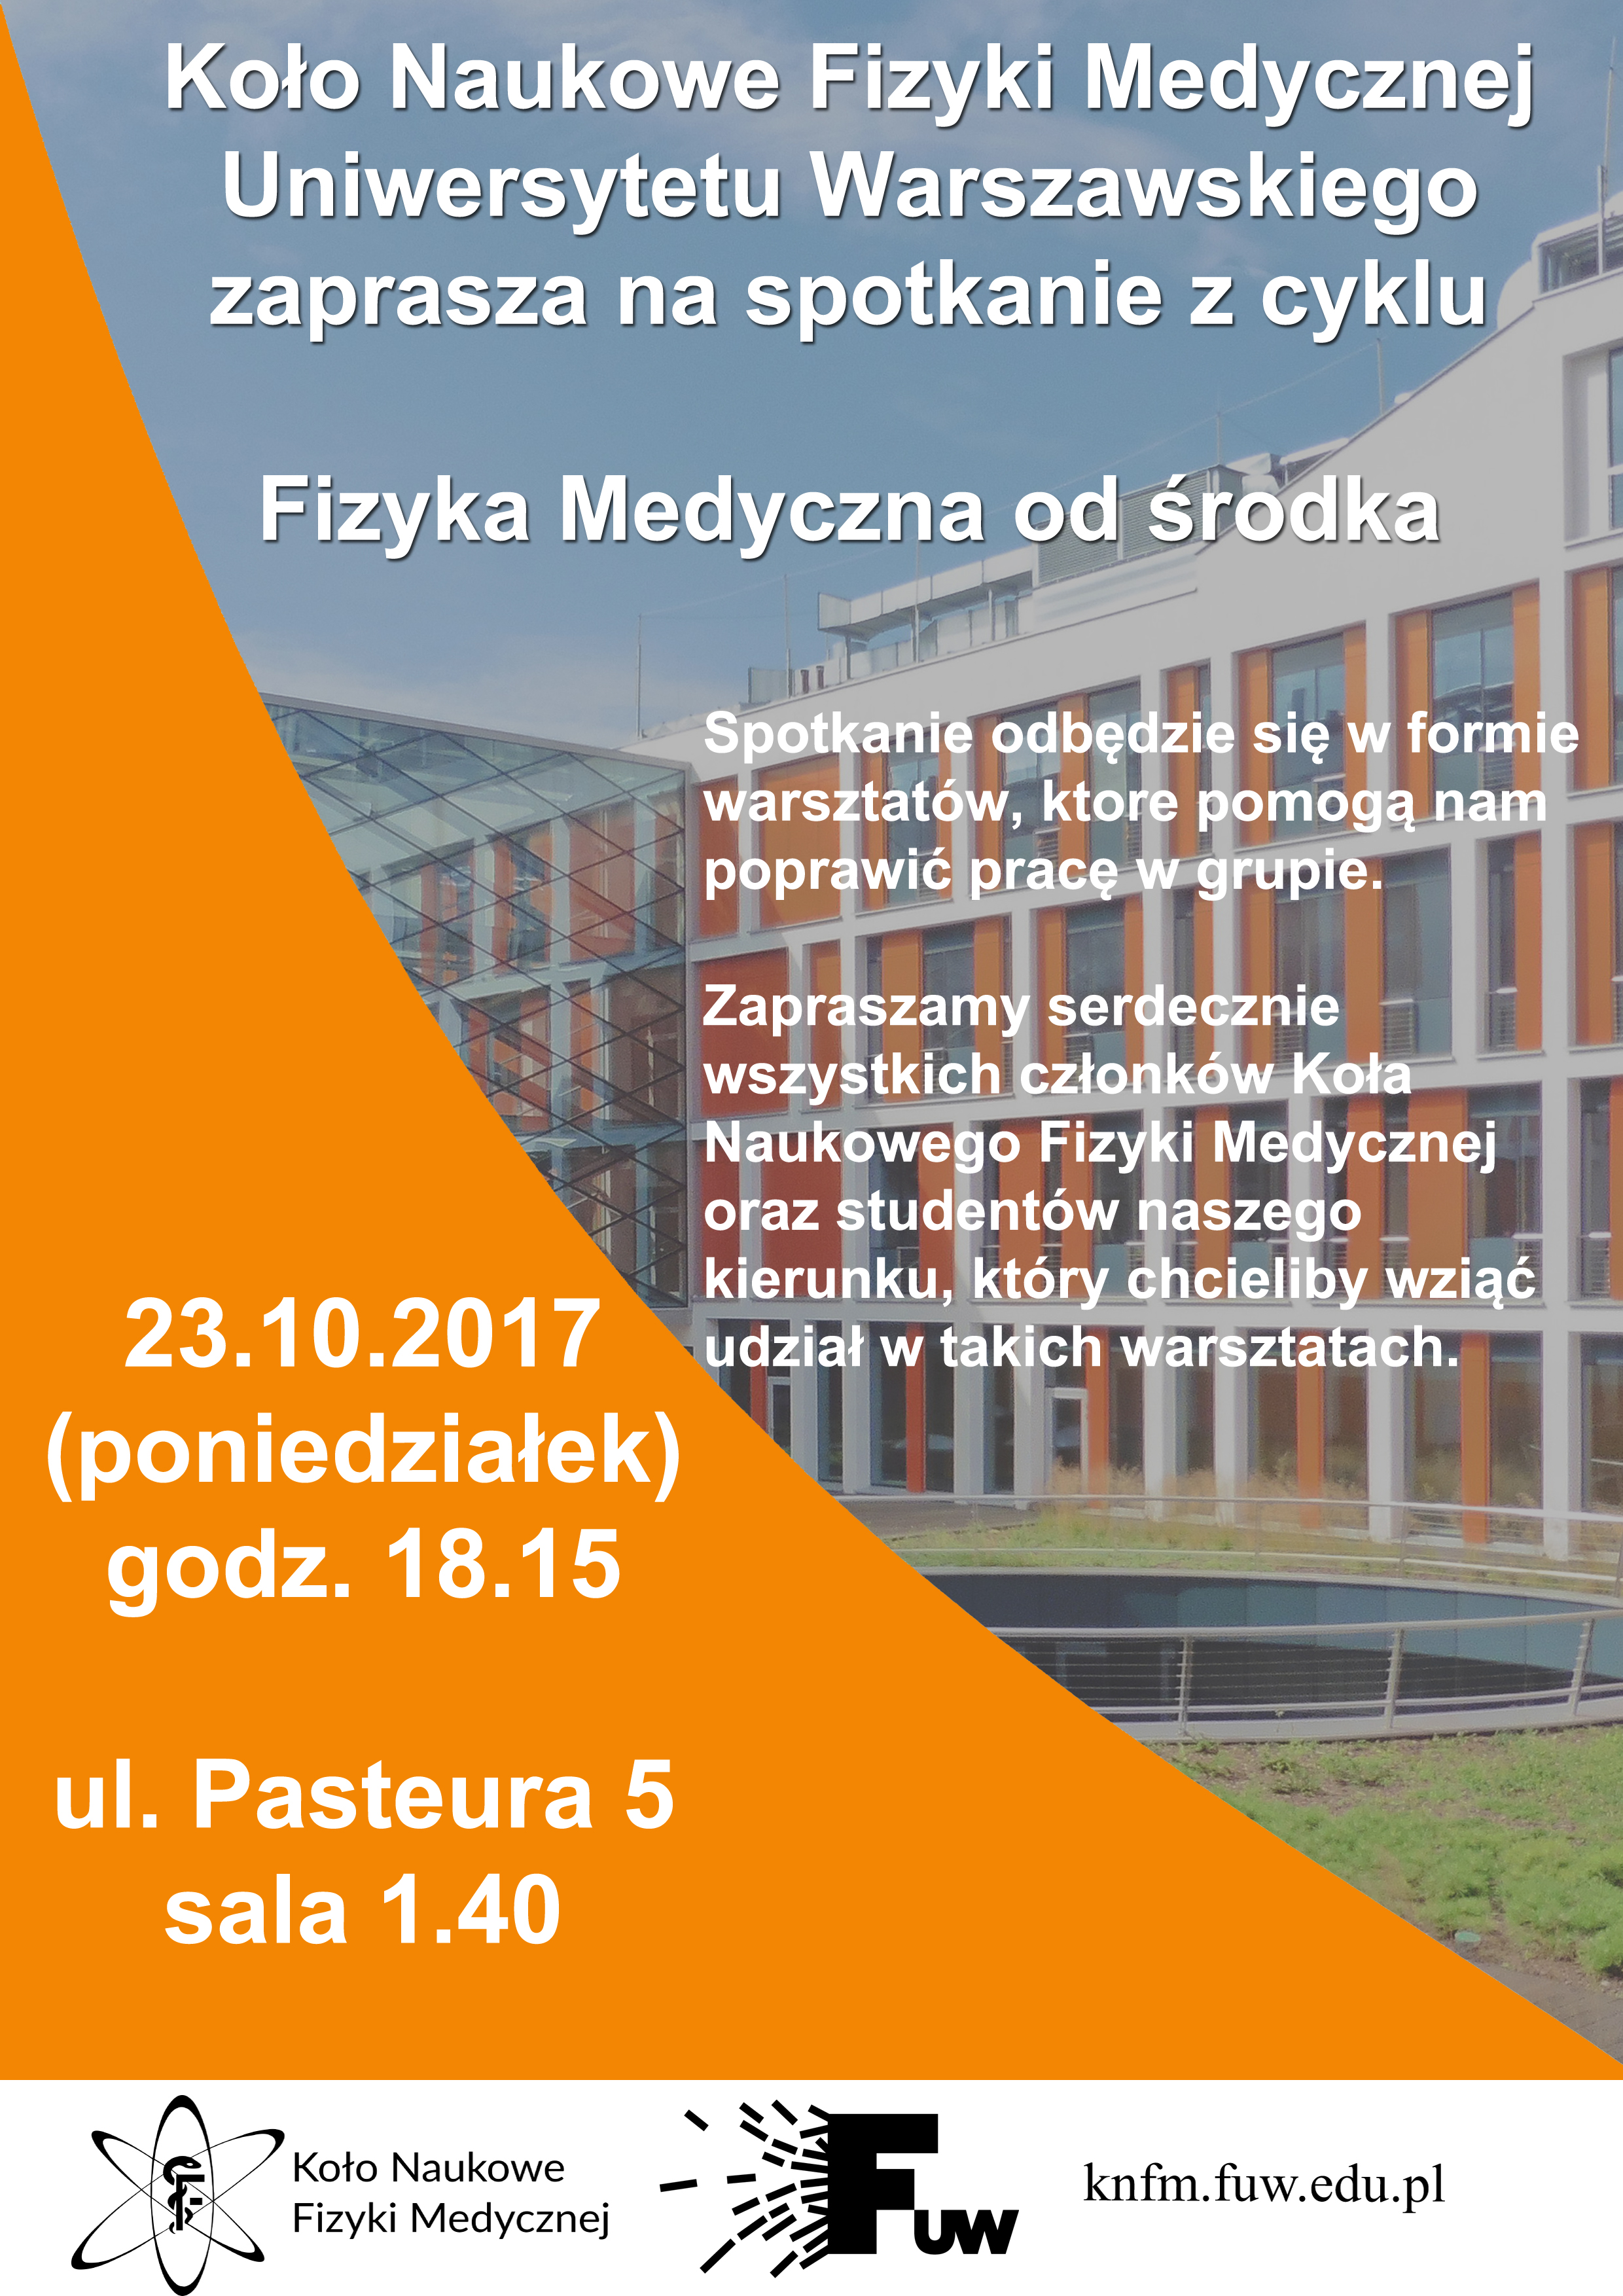 Koło Naukowe Fizyki Medycznej
Uniwersytetu Warszawskiego
zaprasza na spotkanie z cyklu
Fizyka Medyczna od środka
Spotkanie odbędzie się w formie
warsztatów, ktore pomogą nam
poprawić pracę w grupie.
Zapraszamy serdecznie
wszystkich członków Koła
Naukowego Fizyki Medycznej
oraz studentów naszego
kierunku, który chcieliby wziąć
udział w takich warsztatach.
23.10.2017
(poniedziałek)
godz. 18.15
ul. Pasteura 5
sala 1.40
Koło Naukowe
Fizyki Medycznej
FUW
knfm.fuw.edu.pl